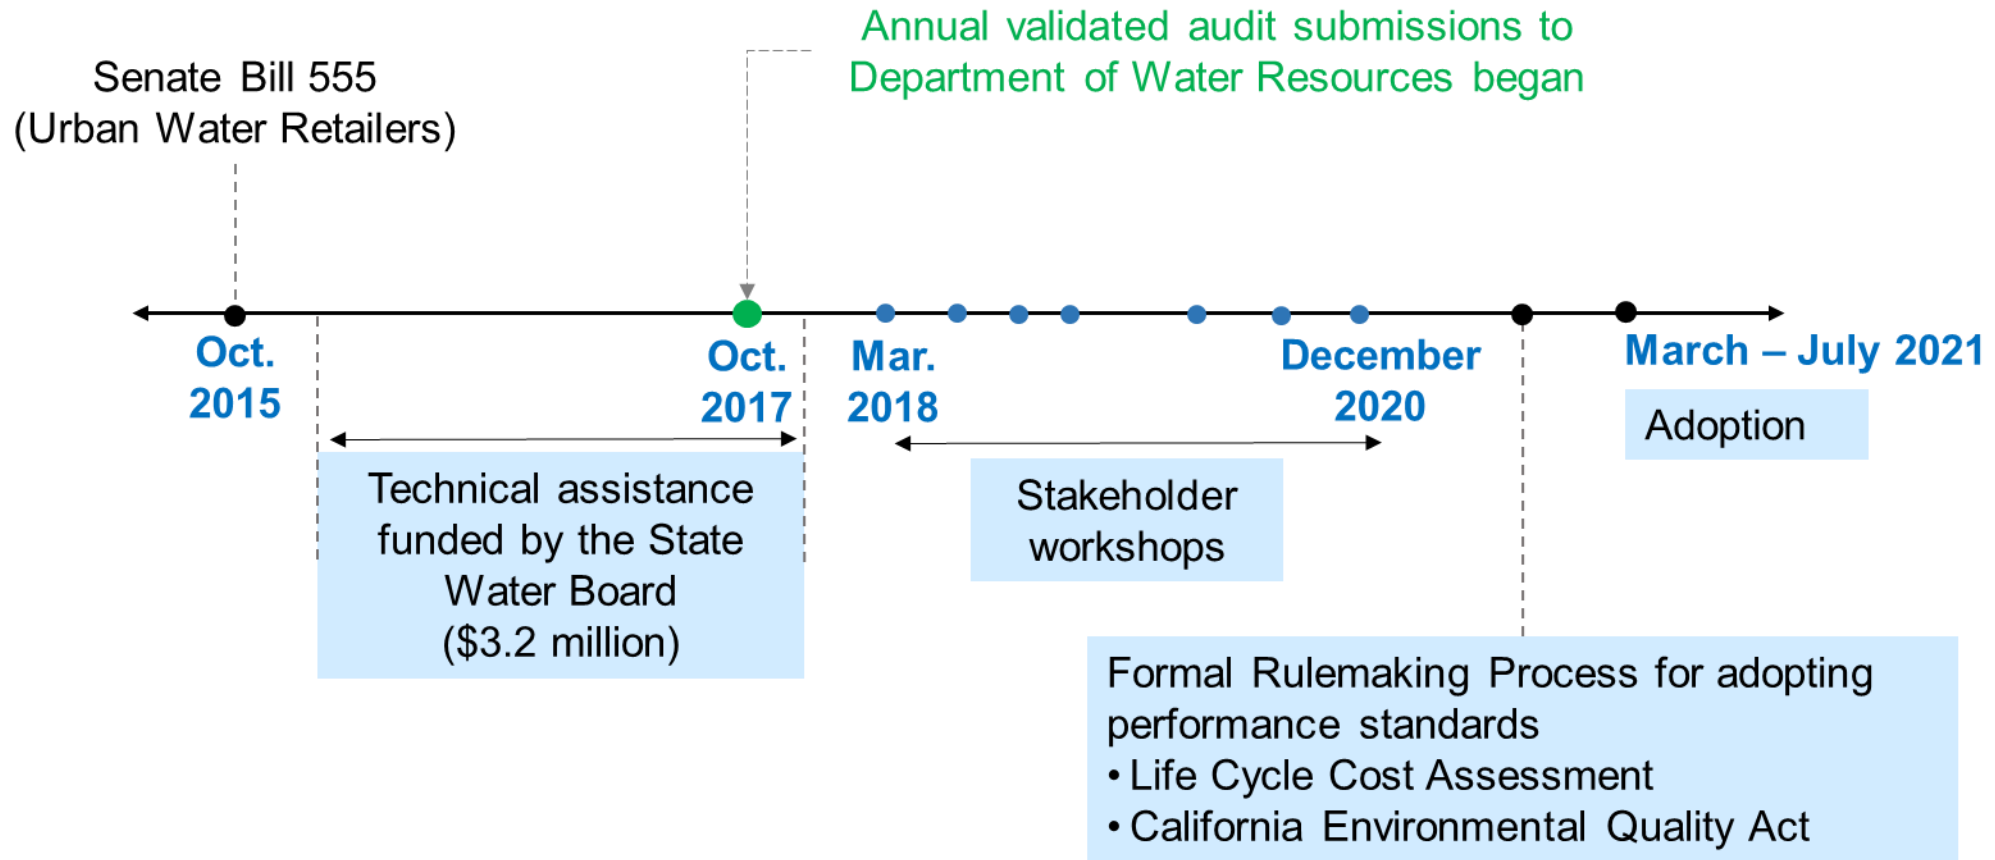 Annual validated audit submissions to
Department of Water Resources began
Senate Bill 555
(Urban Water Retailers)
Oct.
2015
Oct.
2017
Mar.
2018
December
2020
March – July 2021
Adoption
Technical assistance
funded by the State
Water Board
($3.2 million)
Stakeholder
workshops
Formal Rulemaking Process for adopting
performance standards
• Life Cycle Cost Assessment
• California Environmental Quality Act